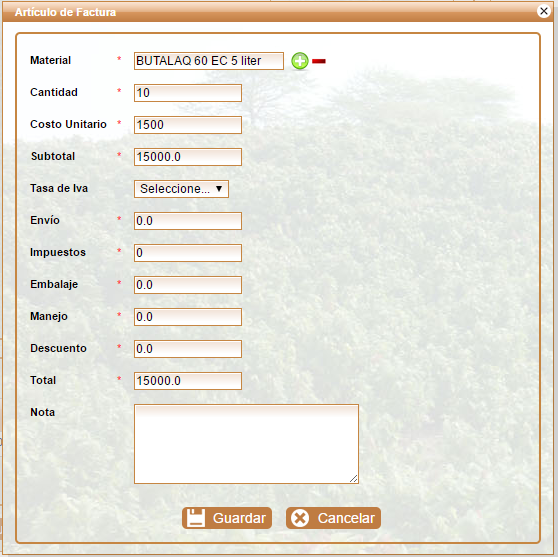 Artículo de Factura
Material * BUTALAQ 60 EC 5 liter
Cantidad * 10
Costo Unitario * 1500
Subtotal * 15000.0
Tasa de Iva Seleccione...
Envío * 0.0
Impuestos * 0
Embalaje * 0.0
Manejo * 0.0
Descuento * 0.0
Total * 15000.0
Nota
Guardar Cancelar